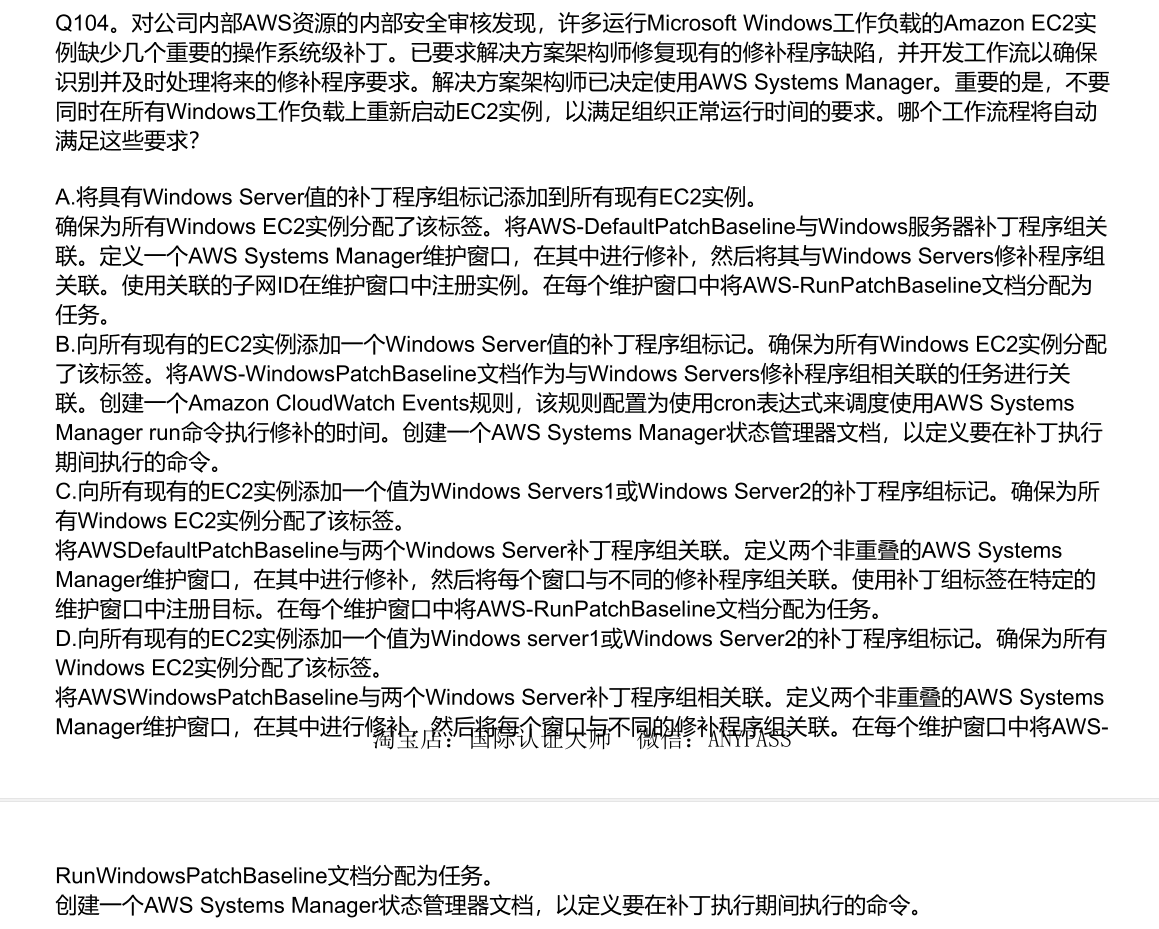 Q104。对公司内部AWS资源的内部安全审核发现，许多运行Microsoft Windows工作负载的Amazon EC2实
例缺少几个重要的操作系统级补丁。已要求解决方案架构师修复现有的修补程序缺陷，并开发工作流以确保
识别并及时处理将来的修补程序要求。解决方案架构师已决定使用AWS Systems Manager。重要的是，不要
同时在所有Windows工作负载上重新启动EC2实例，以满足组织正常运行时间的要求。哪个工作流程将自动
满足这些要求？
A.将具有Windows Server值的补丁程序组标记添加到所有现有EC2实例。
确保为所有Windows EC2实例分配了该标签。将AWS-DefaultPatchBaseline与Windows服务器补丁程序组关
联。定义一个AWS Systems Manager维护窗口，在其中进行修补，然后将其与Windows Servers修补程序组
关联。使用关联的子网ID在维护窗口中注册实例。在每个维护窗口中将AWS-RunPatchBaseline文档分配为
任务。
B.向所有现有的EC2实例添加一个Windows Server值的补丁程序组标记。确保为所有Windows EC2实例分配
了该标签。将AWS-WindowsPatchBaseline文档作为与Windows Servers修补程序组相关联的任务进行关
联。创建一个Amazon CloudWatch Events规则，该规则配置为使用cron表达式来调度使用AWS Systems
Manager run命令执行修补的时间。创建一个AWS Systems Manager状态管理器文档，以定义要在补丁执行
期间执行的命令。
C.向所有现有的EC2实例添加一个值为Windows Servers1或Windows Server2的补丁程序组标记。确保为所
有Windows EC2实例分配了该标签。
将AWSDefaultPatchBaseline与两个Windows Server补丁程序组关联。定义两个非重叠的AWS Systems
Manager维护窗口，在其中进行修补，然后将每个窗口与不同的修补程序组关联。使用补丁组标签在特定的
维护窗口中注册目标。在每个维护窗口中将AWS-RunPatchBaseline文档分配为任务。
D.向所有现有的EC2实例添加一个值为Windows server1或Windows Server2的补丁程序组标记。确保为所有
Windows EC2实例分配了该标签。
将AWSWindowsPatchBaseline与两个Windows Server补丁程序组相关联。定义两个非重叠的AWS Systems
Manager维护窗口，在其中进行修补，然后将每个窗口与不同的修补程序组关联。在每个维护窗口中将AWS-
淘宝店：国际认证大师 微信：ANYPASS
RunWindowsPatchBaseline文档分配为任务。
创建一个AWS Systems Manager状态管理器文档，以定义要在补丁执行期间执行的命令。